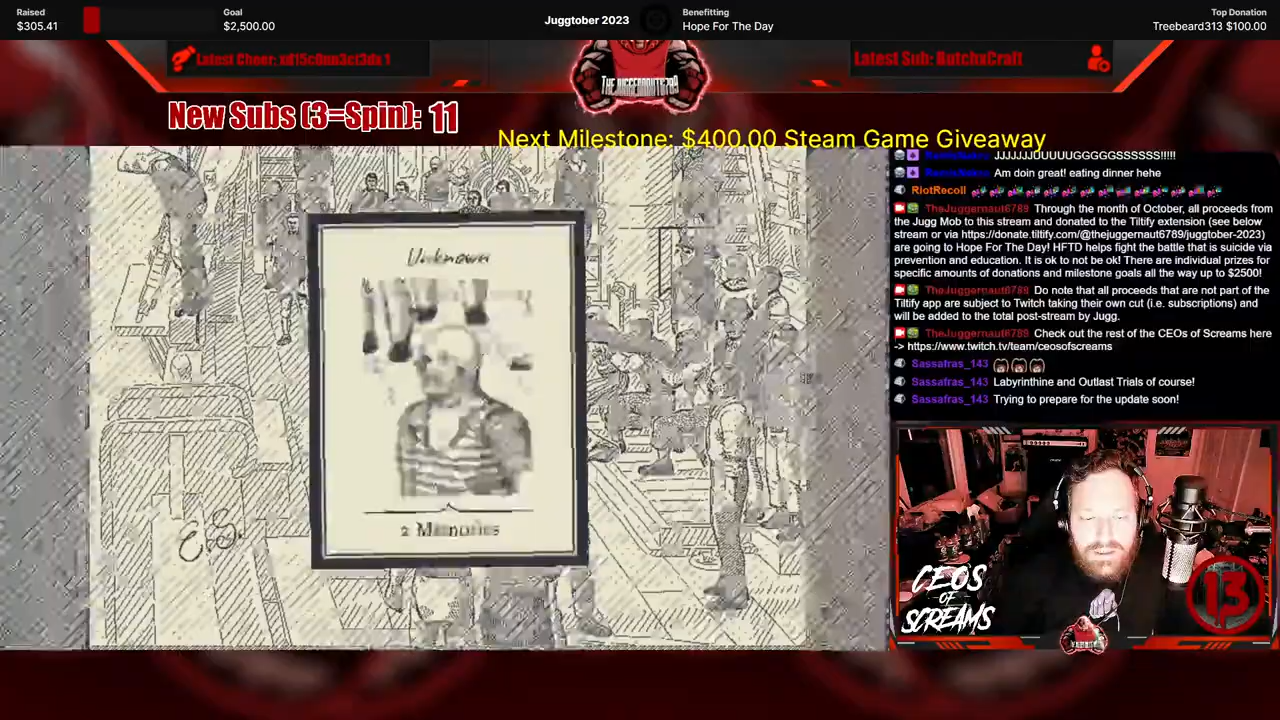 Raised
$305.41
Goal
$2,500.00
Juggtober 2023
Benefitting
Hope For The Day
Top Donation
Treebeard313 $100.00
Latest Cheer: 1
THEJUGGERNAUT6789
Latest Sub: NutchxCraft
New Subs (3=Spin): 11
Next Milestone: $400.00 Steam Game Giveaway
JJJJJJJUUUUUGGGGGSSSSSS!!!!!
Am doin great! eating dinner hehe
RiotRecoll
TheJuggernaut6789 Through the month of October, all proceeds from
the Jugg Mob to this stream and donated to the Tiltify extension (see below
stream or via https://donate.tiltify.com/@thejuggernaut6789/juggtober-2023)
are going to Hope For The Day! HFTD helps fight the battle that is suicide via
prevention and education. It is ok to not be ok! There are individual prizes for
specific amounts of donations and milestone goals all the way up to $2500!
TheJuggernaut6789 Do note that all proceeds that are not part of the
Tiltify app are subject to Twitch taking their own cut (i.e. subscriptions) and
will be added to the total post-stream by Jugg.
TheJuggernaut6789 Check out the rest of the CEOs of Screams here
-> https://www.twitch.tv/team/ceosofscreams
Sassafras_143
Sassafras_143 Labyrinthine and Outlast Trials of course!
Sassafras_143 Trying to prepare for the update soon!
Unknown
2 Memories
CEOS
OF
SCREAMS
13